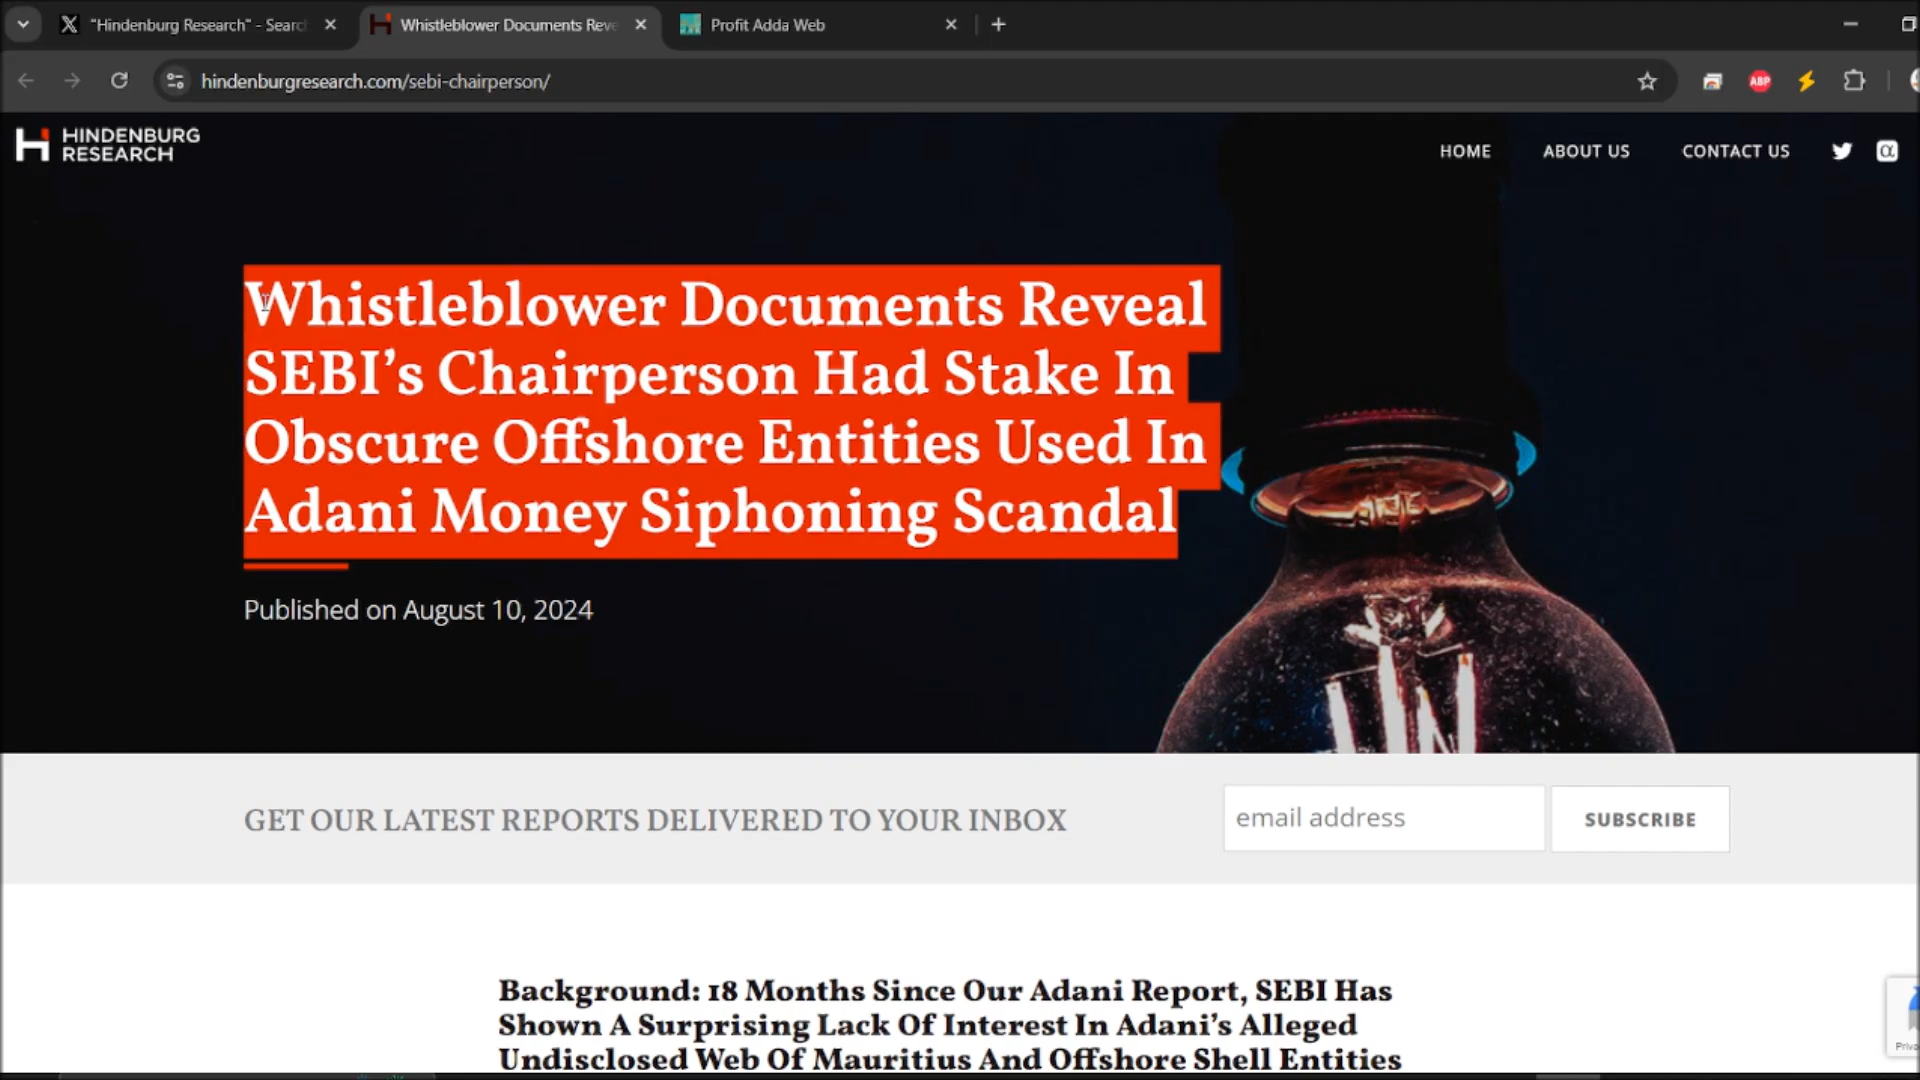 "Hindenburg Research" - Searc
Whistleblower Documents Reve
Profit Adda Web
hindenburgresearch.com/sebi-chairperson/
ABP
HINDENBURG
RESEARCH
HOME
ABOUT US
CONTACT US
Whistleblower Documents Reveal
SEBI’s Chairperson Had Stake In
Obscure Offshore Entities Used In
Adani Money Siphoning Scandal
Published on August 10, 2024
GET OUR LATEST REPORTS DELIVERED TO YOUR INBOX
email address
SUBSCRIBE
Background: 18 Months Since Our Adani Report, SEBI Has
Shown A Surprising Lack Of Interest In Adani’s Alleged
Undisclosed Web Of Mauritius And Offshore Shell Entities
Priva